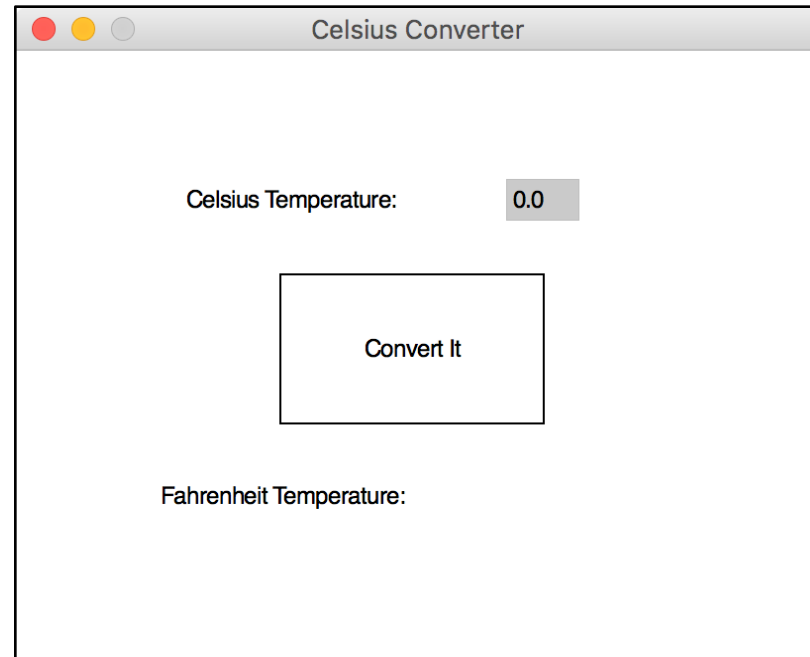 Celsius Converter
Celsius Temperature: 0.0
Convert It
Fahrenheit Temperature: